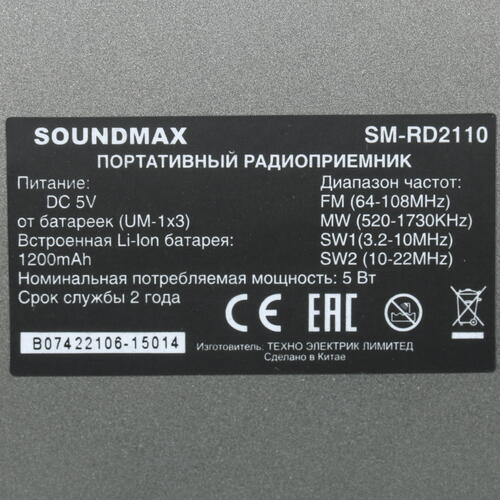 SOUNDMAX SM-RD2110
ПОРТАТИВНЫЙ РАДИОПРИЕМНИК
Питание:
DC 5V
от батареек (UM-1x3)
Встроенная Li-Ion батарея:
1200mAh
Диапазон частот:
FM (64-108MHz)
MW (520-1730KHz)
SW1(3.2-10MHz)
SW2 (10-22MHz)
Номинальная потребляемая мощность: 5 Вт
Срок службы 2 года
B07422106-15014
CE EAC
Изготовитель: ТЕХНО ЭЛЕКТРИК ЛИМИТЕД
Сделано в Китае